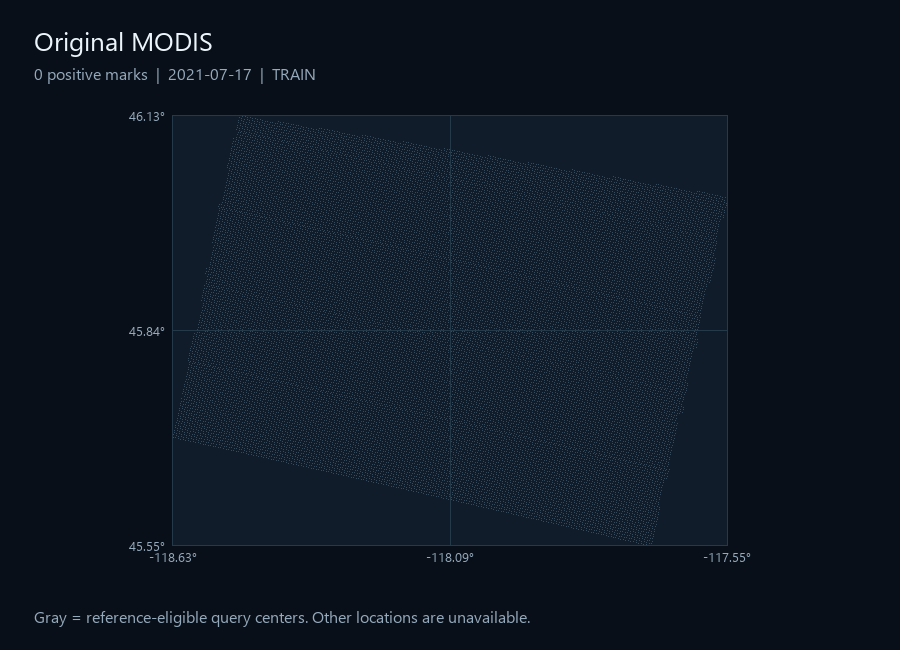 Original MODIS
0 positive marks | 2021-07-17 | TRAIN
46.13°
45.84°
45.55°
-118.63° -118.09° -117.55°
Gray = reference-eligible query centers. Other locations are unavailable.